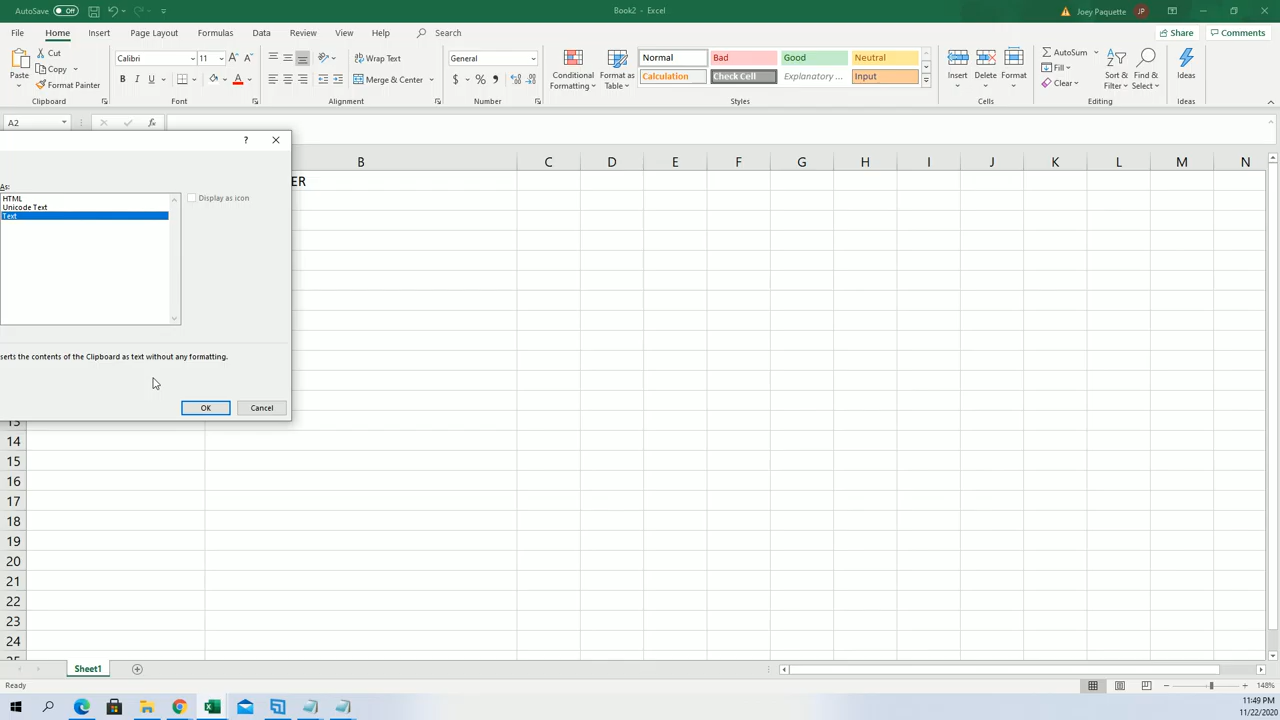 AutoSave Off Book2 - Excel Joey Paquette JP
File Home Insert Page Layout Formulas Data Review View Help Search Share Comments
Paste Cut Copy Format Painter Clipboard
Calibri 11 B I U Font
Wrap Text Merge & Center Alignment
General $ % Number
Conditional Formatting Format as Table
Normal Bad Good Neutral
Calculation Check Cell Explanatory ... Input
Styles
Insert Delete Format Cells
AutoSum Fill Clear Sort & Filter Find & Select Editing
Ideas Ideas
A2 fx
? ×
As:
HTML
Unicode Text
Text
Display as icon
serts the contents of the Clipboard as text without any formatting.
OK Cancel
B C D E F G H I J K L M N
ER
14
15
16
17
18
19
20
21
22
23
24
Sheet1
Ready 148%
11:49 PM
11/22/2020